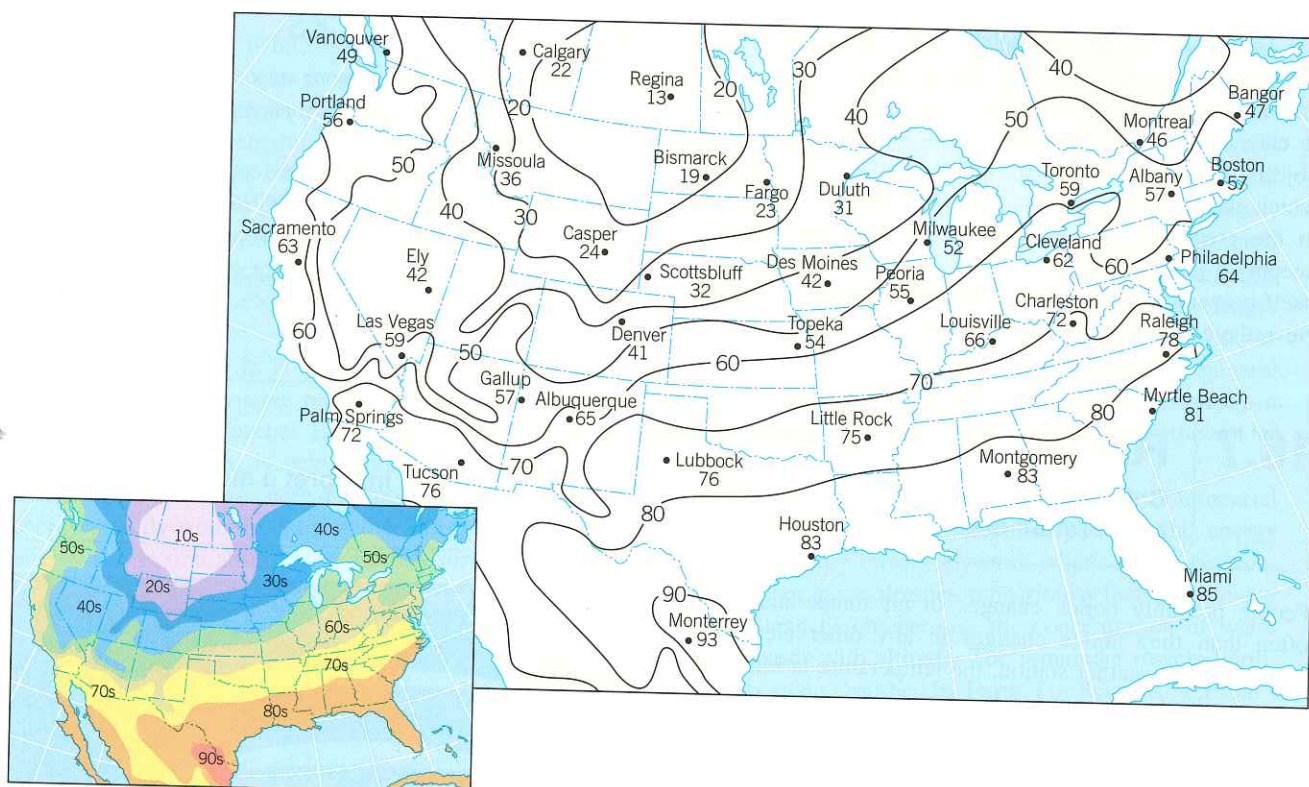 Vancouver
49
Calgary
22
Regina
13
20
30
40
Bangor
47
Portland
56
20
40
50
Montreal
46
50
Missoula
36
Bismarck
19
Fargo
23
Duluth
31
Toronto
59
Albany
57
Boston
57
40
30
Sacramento
63
Casper
24
Ely
42
Scottsbluff
32
Des Moines
42
Milwaukee
52
Cleveland
62
60
Philadelphia
64
Peoria
55
60
Las Vegas
59
50
Denver
41
Topeka
54
Louisville
66
Charleston
72
Raleigh
78
60
70
Gallup
57
Albuquerque
65
Palm Springs
72
Little Rock
75
80
Myrtle Beach
81
Tucson
76
70
Lubbock
76
Montgomery
83
80
Houston
83
90
Monterrey
93
Miami
85
50s
10s
40s
50s
20s
30s
40s
60s
70s
70s
80s
90s